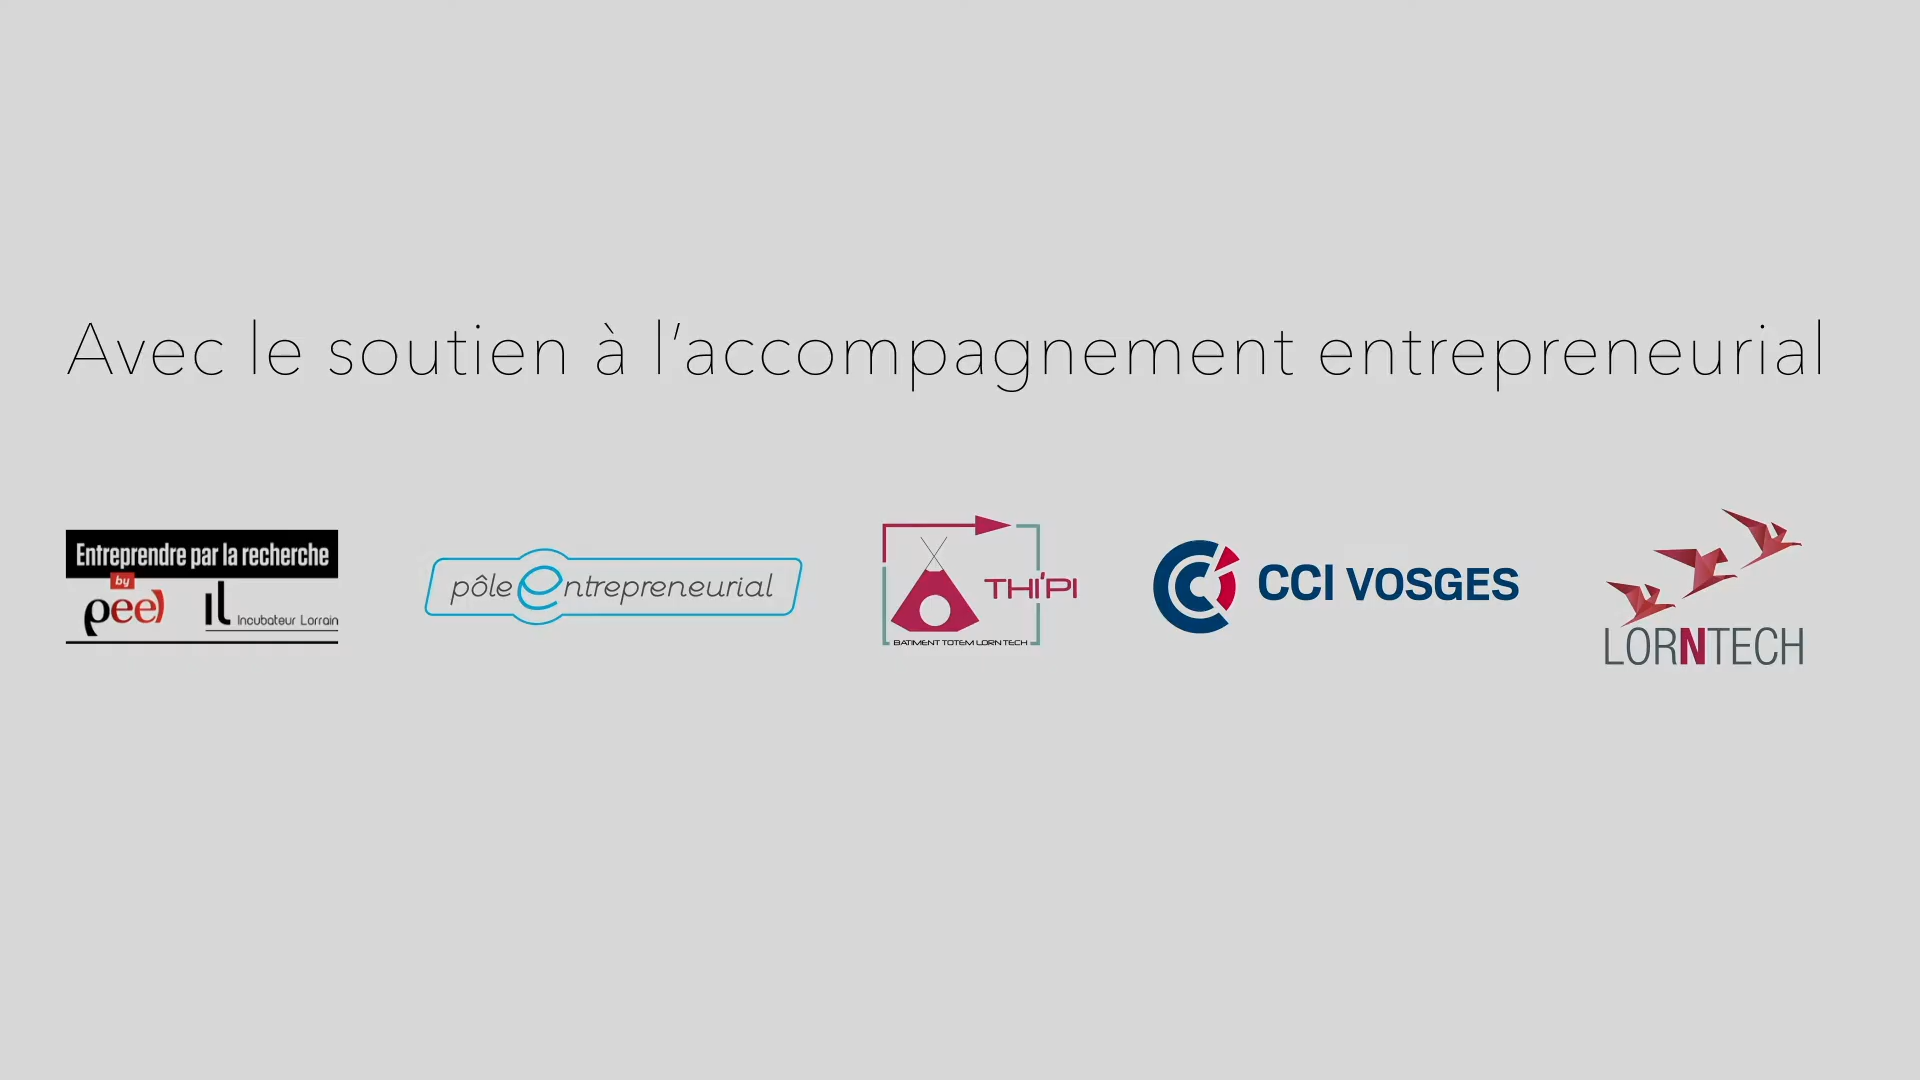 Avec le soutien à l’accompagnement entrepreneurial
Entreprendre par la recherche
by
peel
IL Incubateur Lorrain
pôle entrepreneurial
THI'PI
BATIMENT TOTEM LORN TECH
CCI VOSGES
LORNTECH